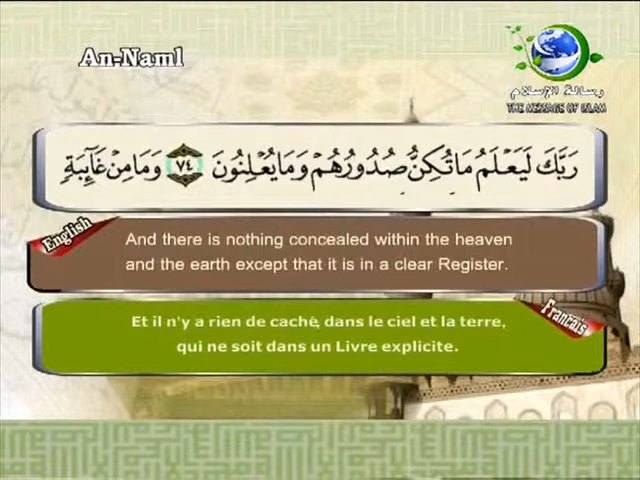 An-Naml
رسالة الإسلام
THE MESSAGE OF ISLAM
رَبَّكَ لَيَعْلَمُ مَا تُكِنُّ صُدُورُهُمْ وَمَا يُعْلِنُونَ ٧٤ وَمَا مِنْ غَآئِبَةٍ
English
And there is nothing concealed within the heaven
and the earth except that it is in a clear Register.
Francais
Et il n'y a rien de caché, dans le ciel et la terre,
qui ne soit dans un Livre explicite.